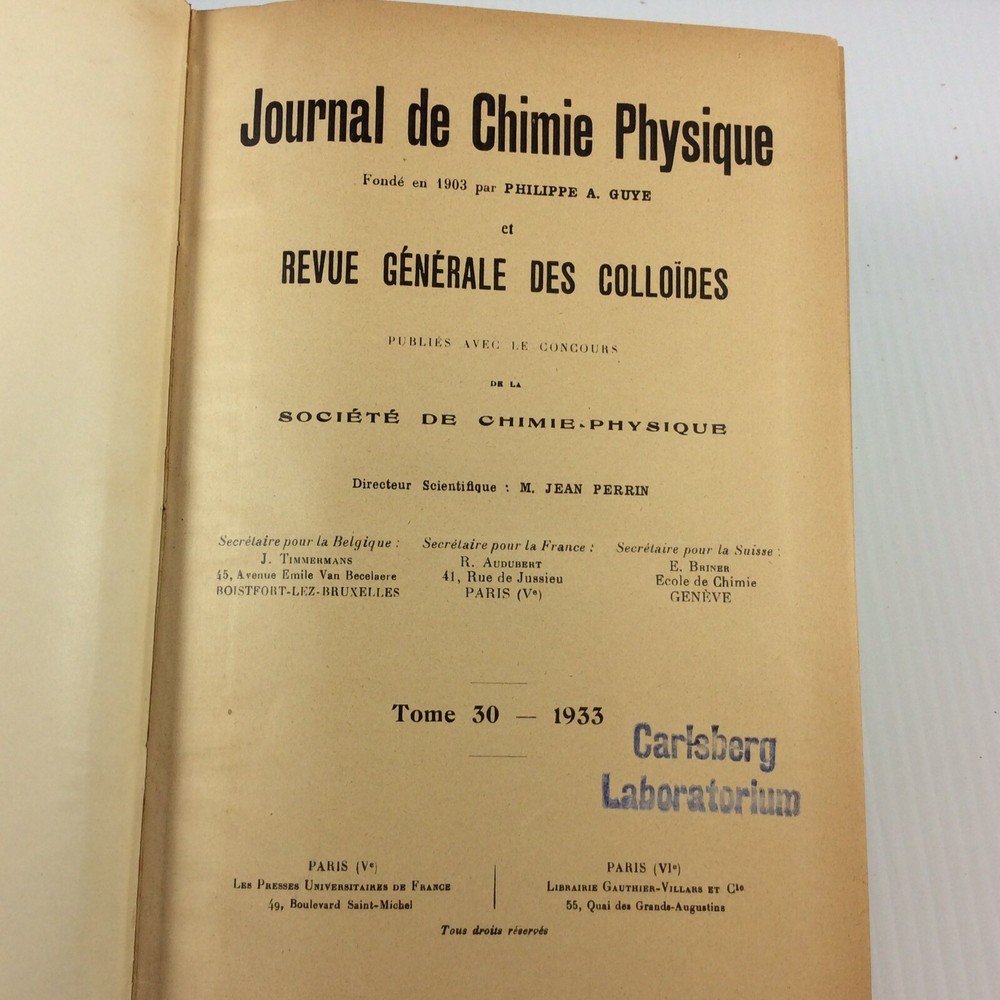 Journal de Chimie Physique
Fondé en 1903 par PHILIPPE A. GUYE
et
REVUE GÉNÉRALE DES COLLOÏDES
PUBLIÉS AVEC LE CONCOURS
DE LA
SOCIÉTÉ DE CHIMIE-PHYSIQUE
Directeur Scientifique : M. JEAN PERRIN
Secrétaire pour la Belgique :
J. TIMMERMANS
45, Avenue Emile Van Becelaere
BOISTFORT-LEZ-BRUXELLES
Secrétaire pour la France :
R. AUDUBERT
41, Rue de Jussieu
PARIS (Ve)
Secrétaire pour la Suisse :
E. BRINER
Ecole de Chimie
GENÈVE
Tome 30 — 1933
Carlsberg
Laboratorium
PARIS (Ve)
LES PRESSES UNIVERSITAIRES DE FRANCE
49, Boulevard Saint-Michel
PARIS (VIe)
LIBRAIRIE GAUTHIER-VILLARS ET Cie
55, Quai des Grands-Augustins
Tous droits réservés